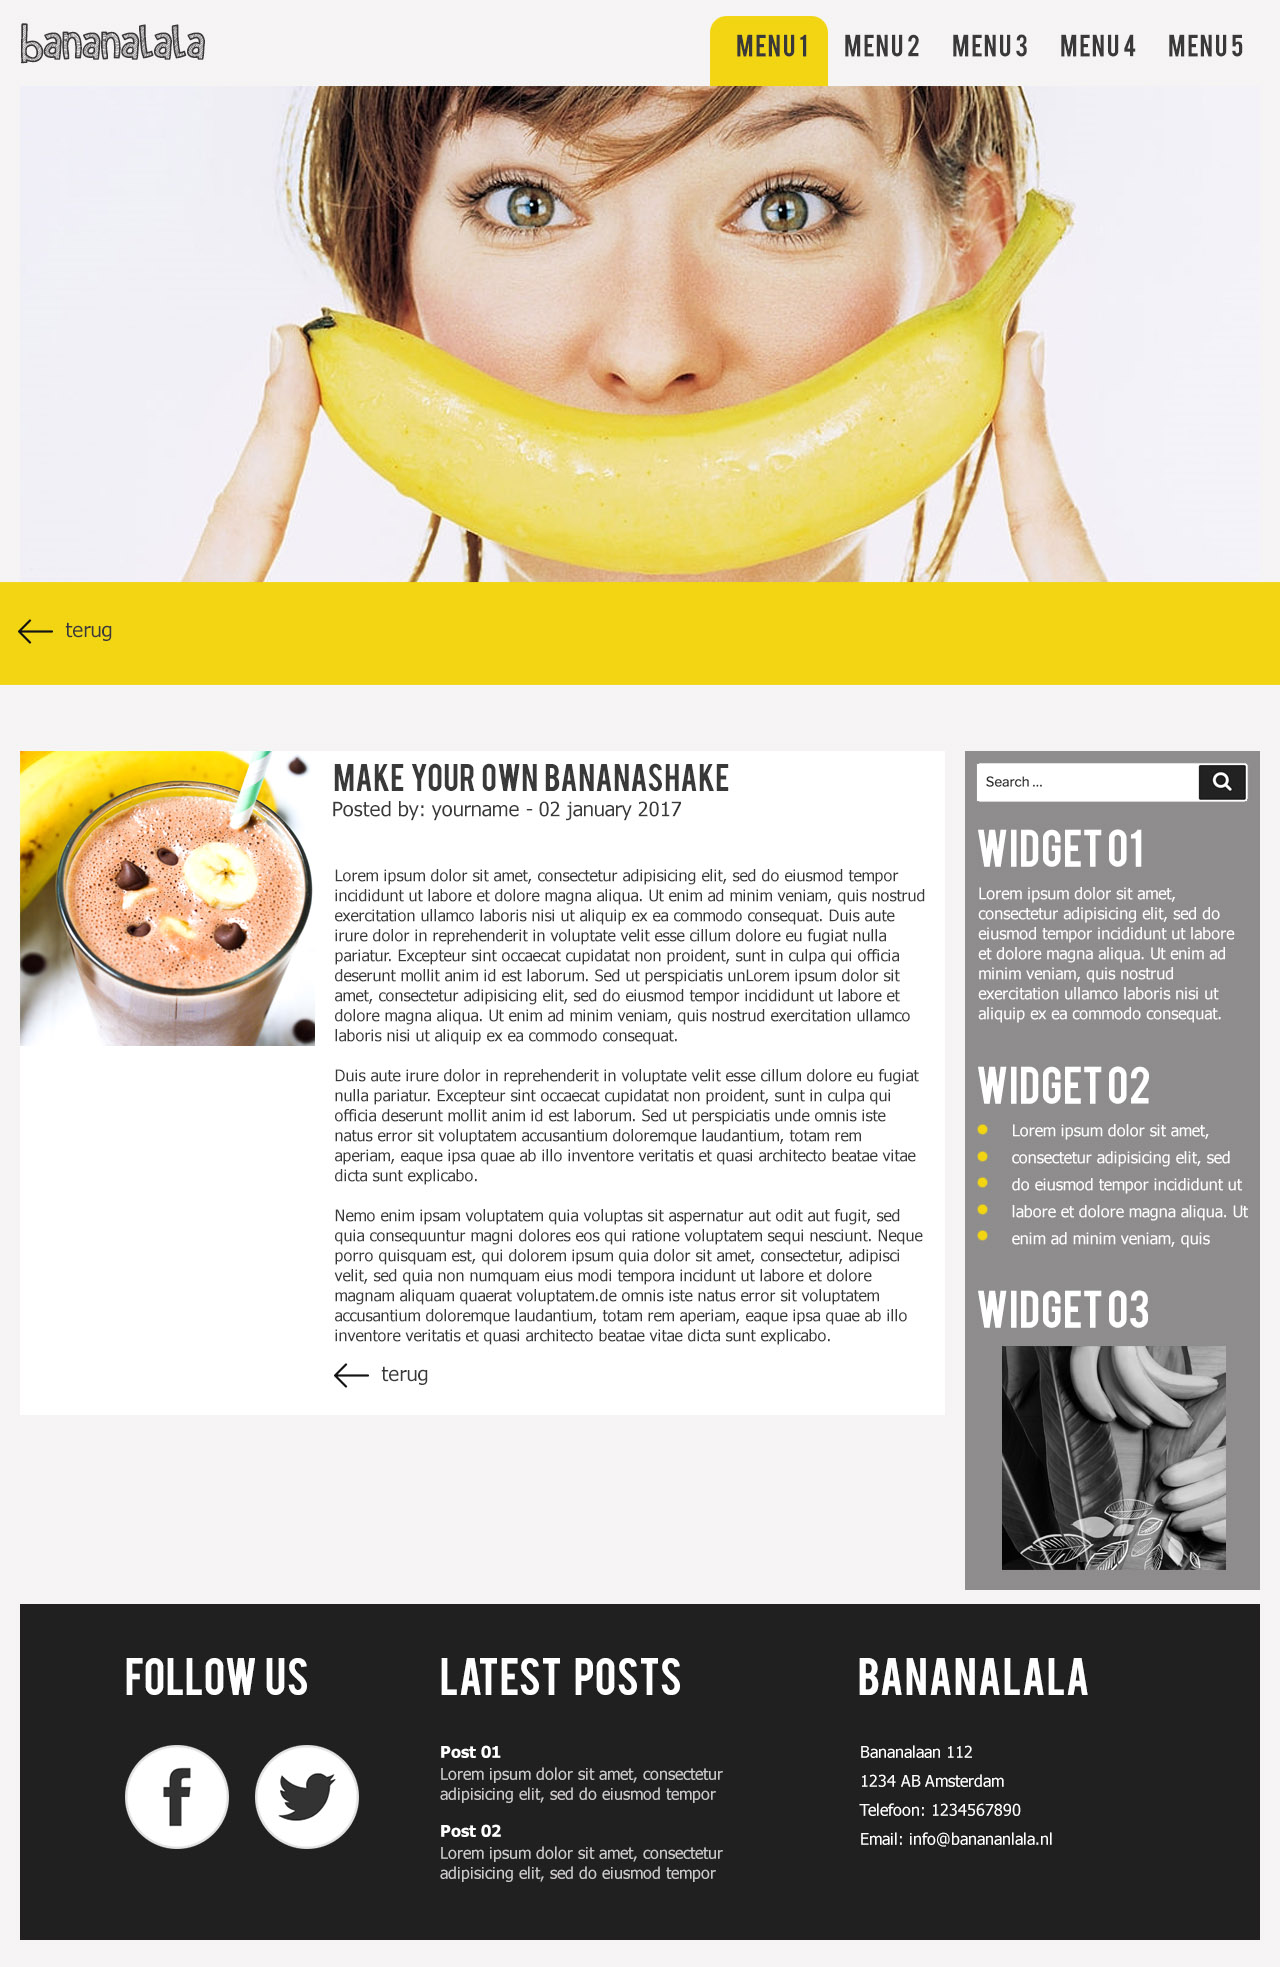 bananalala
MENU 1 MENU 2 MENU 3 MENU 4 MENU 5
terug
MAKE YOUR OWN BANANASHAKE
Posted by: yourname - 02 january 2017
Lorem ipsum dolor sit amet, consectetur adipisicing elit, sed do eiusmod tempor
incididunt ut labore et dolore magna aliqua. Ut enim ad minim veniam, quis nostrud
exercitation ullamco laboris nisi ut aliquip ex ea commodo consequat. Duis aute
irure dolor in reprehenderit in voluptate velit esse cillum dolore eu fugiat nulla
pariatur. Excepteur sint occaecat cupidatat non proident, sunt in culpa qui officia
deserunt mollit anim id est laborum. Sed ut perspiciatis unLorem ipsum dolor sit
amet, consectetur adipisicing elit, sed do eiusmod tempor incididunt ut labore et
dolore magna aliqua. Ut enim ad minim veniam, quis nostrud exercitation ullamco
laboris nisi ut aliquip ex ea commodo consequat.
Duis aute irure dolor in reprehenderit in voluptate velit esse cillum dolore eu fugiat
nulla pariatur. Excepteur sint occaecat cupidatat non proident, sunt in culpa qui
officia deserunt mollit anim id est laborum. Sed ut perspiciatis unde omnis iste
natus error sit voluptatem accusantium doloremque laudantium, totam rem
aperiam, eaque ipsa quae ab illo inventore veritatis et quasi architecto beatae vitae
dicta sunt explicabo.
Nemo enim ipsam voluptatem quia voluptas sit aspernatur aut odit aut fugit, sed
quia consequuntur magni dolores eos qui ratione voluptatem sequi nesciunt. Neque
porro quisquam est, qui dolorem ipsum quia dolor sit amet, consectetur, adipisci
velit, sed quia non numquam eius modi tempora incidunt ut labore et dolore
magnam aliquam quaerat voluptatem.de omnis iste natus error sit voluptatem
accusantium doloremque laudantium, totam rem aperiam, eaque ipsa quae ab illo
inventore veritatis et quasi architecto beatae vitae dicta sunt explicabo.
terug
Search ...
WIDGET 01
Lorem ipsum dolor sit amet,
consectetur adipisicing elit, sed do
eiusmod tempor incididunt ut labore
et dolore magna aliqua. Ut enim ad
minim veniam, quis nostrud
exercitation ullamco laboris nisi ut
aliquip ex ea commodo consequat.
WIDGET 02
Lorem ipsum dolor sit amet,
consectetur adipisicing elit, sed
do eiusmod tempor incididunt ut
labore et dolore magna aliqua. Ut
enim ad minim veniam, quis
WIDGET 03
FOLLOW US
LATEST POSTS
Post 01
Lorem ipsum dolor sit amet, consectetur
adipisicing elit, sed do eiusmod tempor
Post 02
Lorem ipsum dolor sit amet, consectetur
adipisicing elit, sed do eiusmod tempor
BANANALALA
Bananalaan 112
1234 AB Amsterdam
Telefoon: 1234567890
Email: info@banananlala.nl